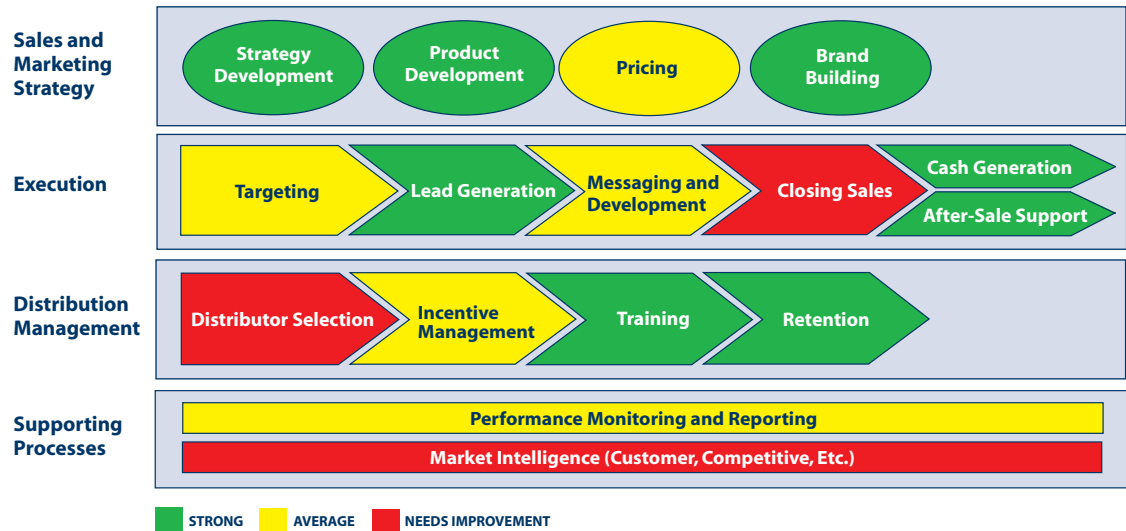 Sales and
Marketing
Strategy
Strategy
Development
Product
Development
Pricing
Brand
Building
Execution
Targeting
Lead Generation
Messaging and
Development
Closing Sales
Cash Generation
After-Sale Support
Distribution
Management
Distributor Selection
Incentive
Management
Training
Retention
Supporting
Processes
Performance Monitoring and Reporting
Market Intelligence (Customer, Competitive, Etc.)
STRONG
AVERAGE
NEEDS IMPROVEMENT